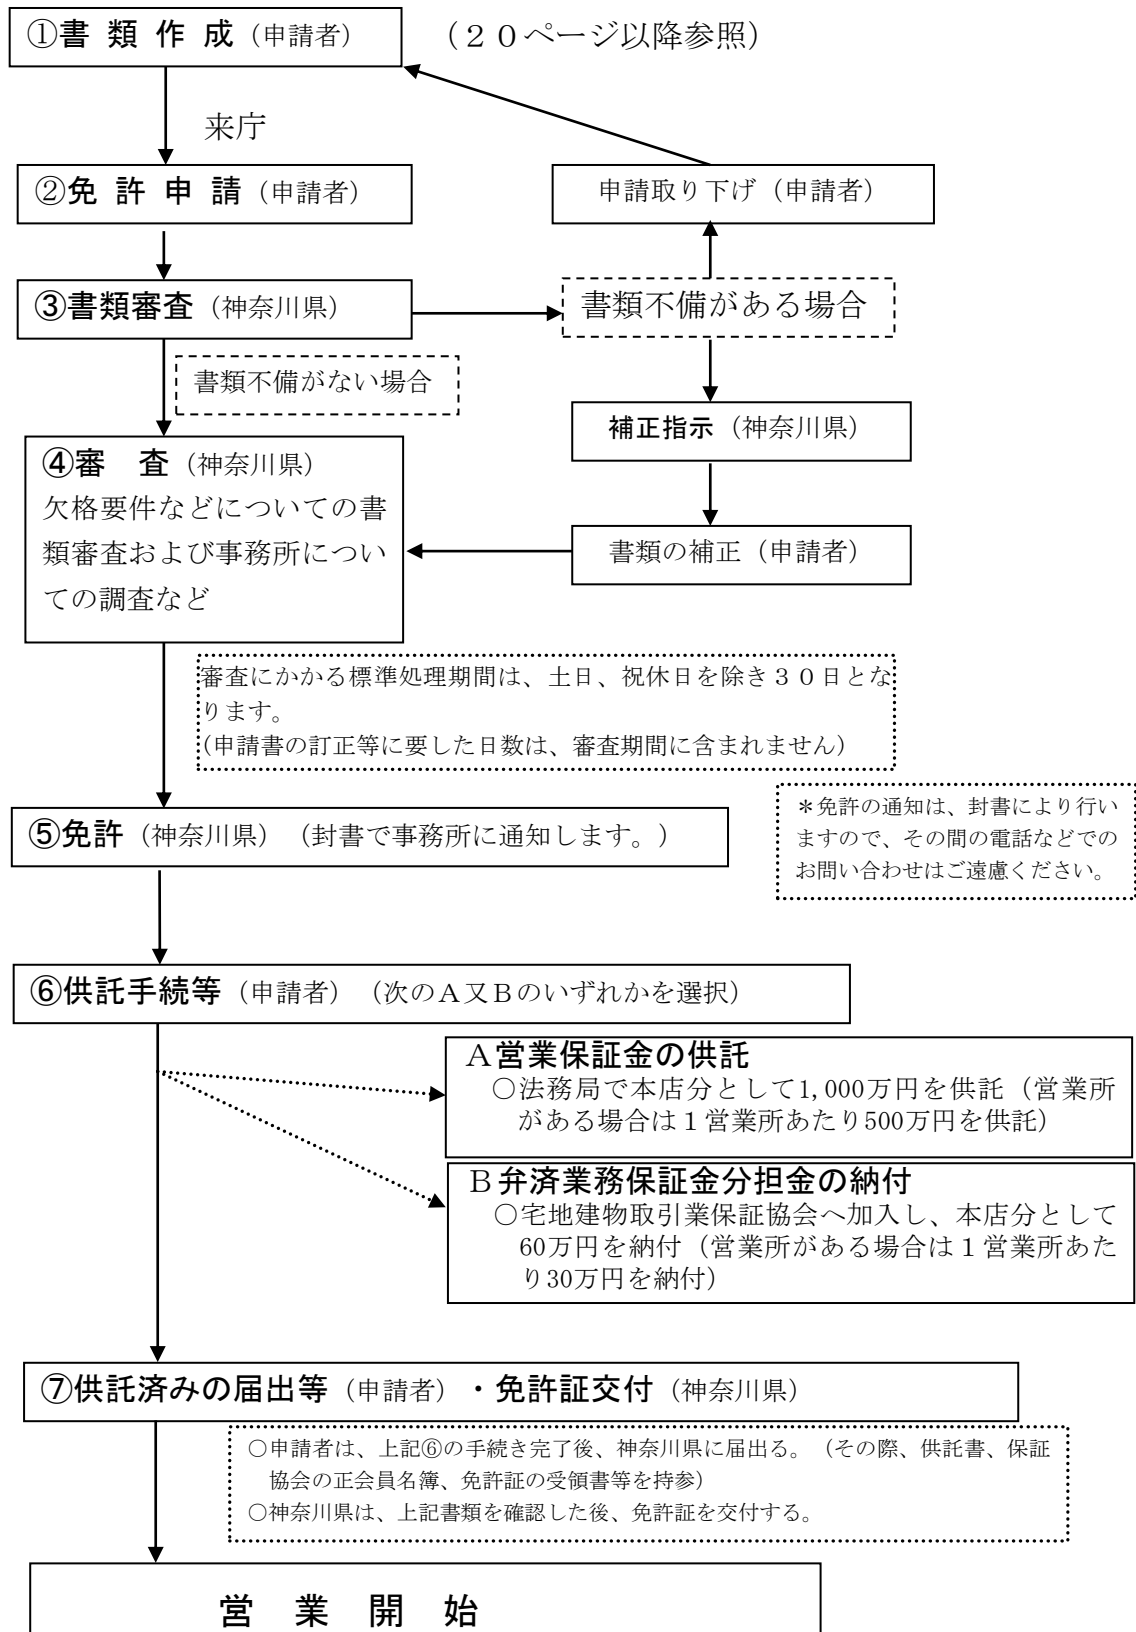 ①書 類 作 成（申請者）　（２０ページ以降参照）
来庁
②免 許 申 請（申請者）
申請取り下げ（申請者）
③書類審査（神奈川県）
書類不備がある場合
書類不備がない場合
補正指示（神奈川県）
④審　査（神奈川県）
欠格要件などについての書
類審査および事務所につい
ての調査など
書類の補正（申請者）
審査にかかる標準処理期間は、土日、祝休日を除き３０日とな
ります。
(申請書の訂正等に要した日数は、審査期間に含まれません）
⑤免許（神奈川県）（封書で事務所に通知します。）
＊免許の通知は、封書により行い
ますので、その間の電話などでの
お問い合わせはご遠慮ください。
⑥供託手続等（申請者）（次のＡ又Ｂのいずれかを選択）
Ａ営業保証金の供託
○法務局で本店分として1,000万円を供託（営業所
がある場合は１営業所あたり500万円を供託）
Ｂ弁済業務保証金分担金の納付
○宅地建物取引業保証協会へ加入し、本店分として
60万円を納付（営業所がある場合は１営業所あた
り30万円を納付）
⑦供託済みの届出等（申請者）・免許証交付（神奈川県）
○申請者は、上記⑥の手続き完了後、神奈川県に届出る。（その際、供託書、保証
協会の正会員名簿、免許証の受領書等を持参）
○神奈川県は、上記書類を確認した後、免許証を交付する。
営　業　開　始